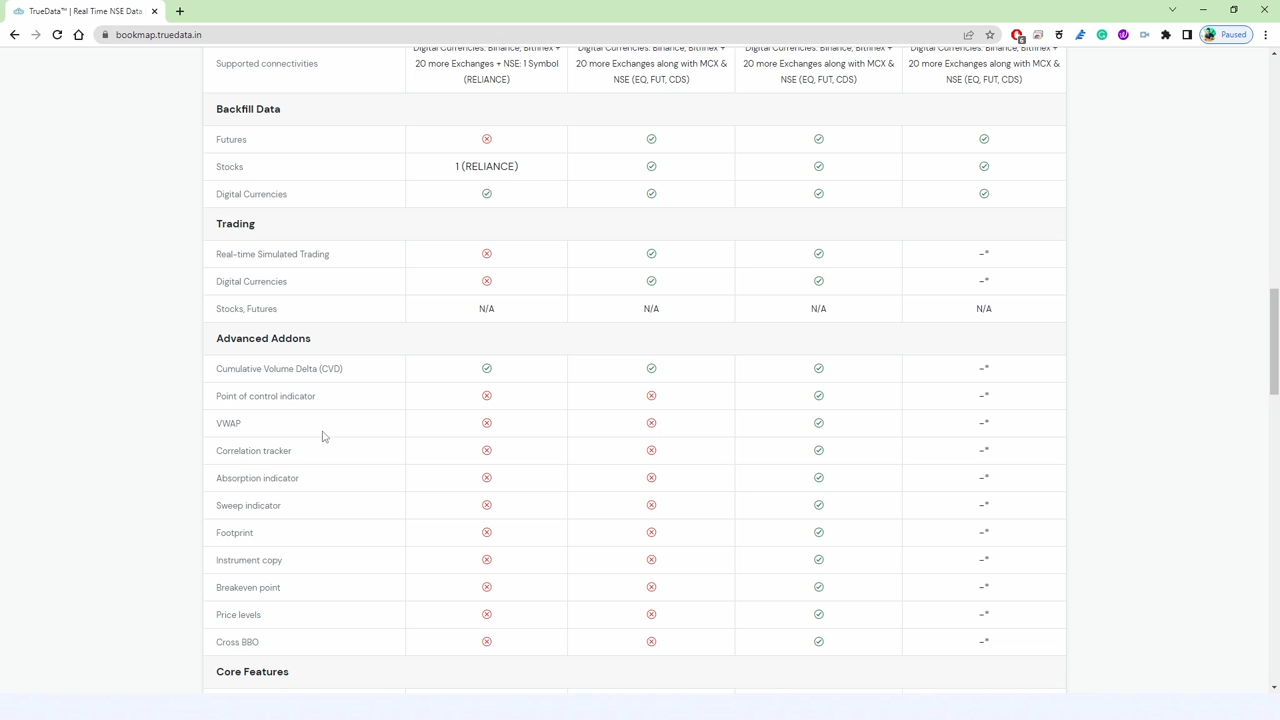 TrueData™ | Real Time NSE Data
bookmap.truedata.in
Paused
Digital Currencies: Binance, Bitfinex + Digital Currencies: Binance, Bitfinex + Digital Currencies: Binance, Bitfinex + Digital Currencies: Binance, Bitfinex +
Supported connectivities 20 more Exchanges + NSE: 1 Symbol 20 more Exchanges along with MCX & 20 more Exchanges along with MCX & 20 more Exchanges along with MCX &
(RELIANCE) NSE (EQ, FUT, CDS) NSE (EQ, FUT, CDS) NSE (EQ, FUT, CDS)
Backfill Data
Futures
Stocks 1 (RELIANCE)
Digital Currencies
Trading
Real-time Simulated Trading -*
Digital Currencies -*
Stocks, Futures N/A N/A N/A N/A
Advanced Addons
Cumulative Volume Delta (CVD) -*
Point of control indicator -*
VWAP -*
Correlation tracker -*
Absorption indicator -*
Sweep indicator -*
Footprint -*
Instrument copy -*
Breakeven point -*
Price levels -*
Cross BBO -*
Core Features